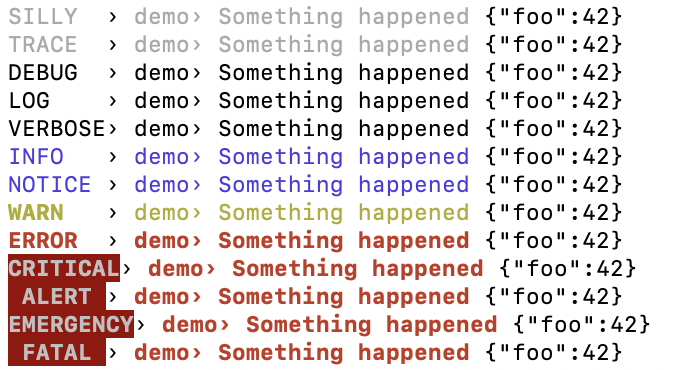 SILLY › demo› Something happened {"foo":42}
TRACE › demo› Something happened {"foo":42}
DEBUG › demo› Something happened {"foo":42}
LOG › demo› Something happened {"foo":42}
VERBOSE› demo› Something happened {"foo":42}
INFO › demo› Something happened {"foo":42}
NOTICE › demo› Something happened {"foo":42}
WARN › demo› Something happened {"foo":42}
ERROR › demo› Something happened {"foo":42}
CRITICAL› demo› Something happened {"foo":42}
ALERT › demo› Something happened {"foo":42}
EMERGENCY› demo› Something happened {"foo":42}
FATAL › demo› Something happened {"foo":42}